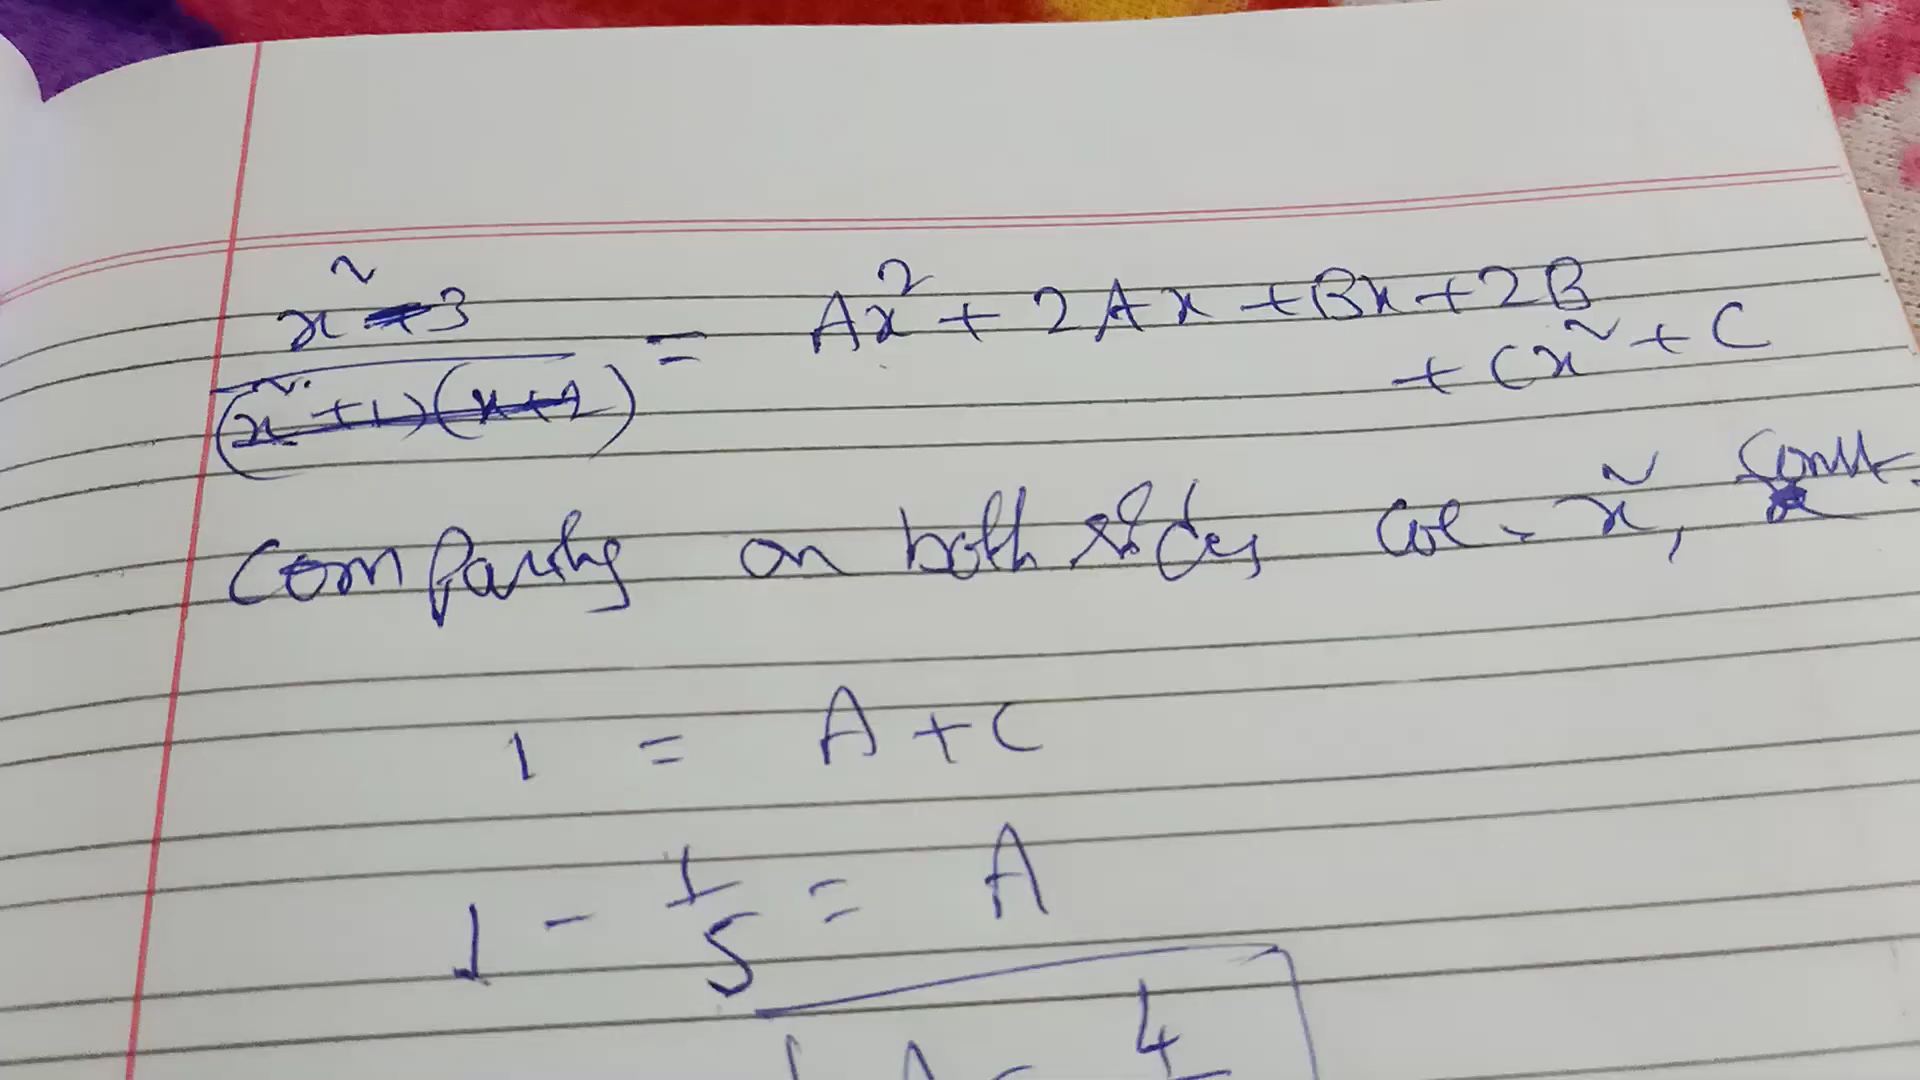 x² - 3
(x² + 1)(x + 2) = Ax² + 2Ax + Bx + 2B
+ Cx² + C
Comparing on both sides coe. x², const.
1 = A + C
1 - 1/5 = A
A = 4